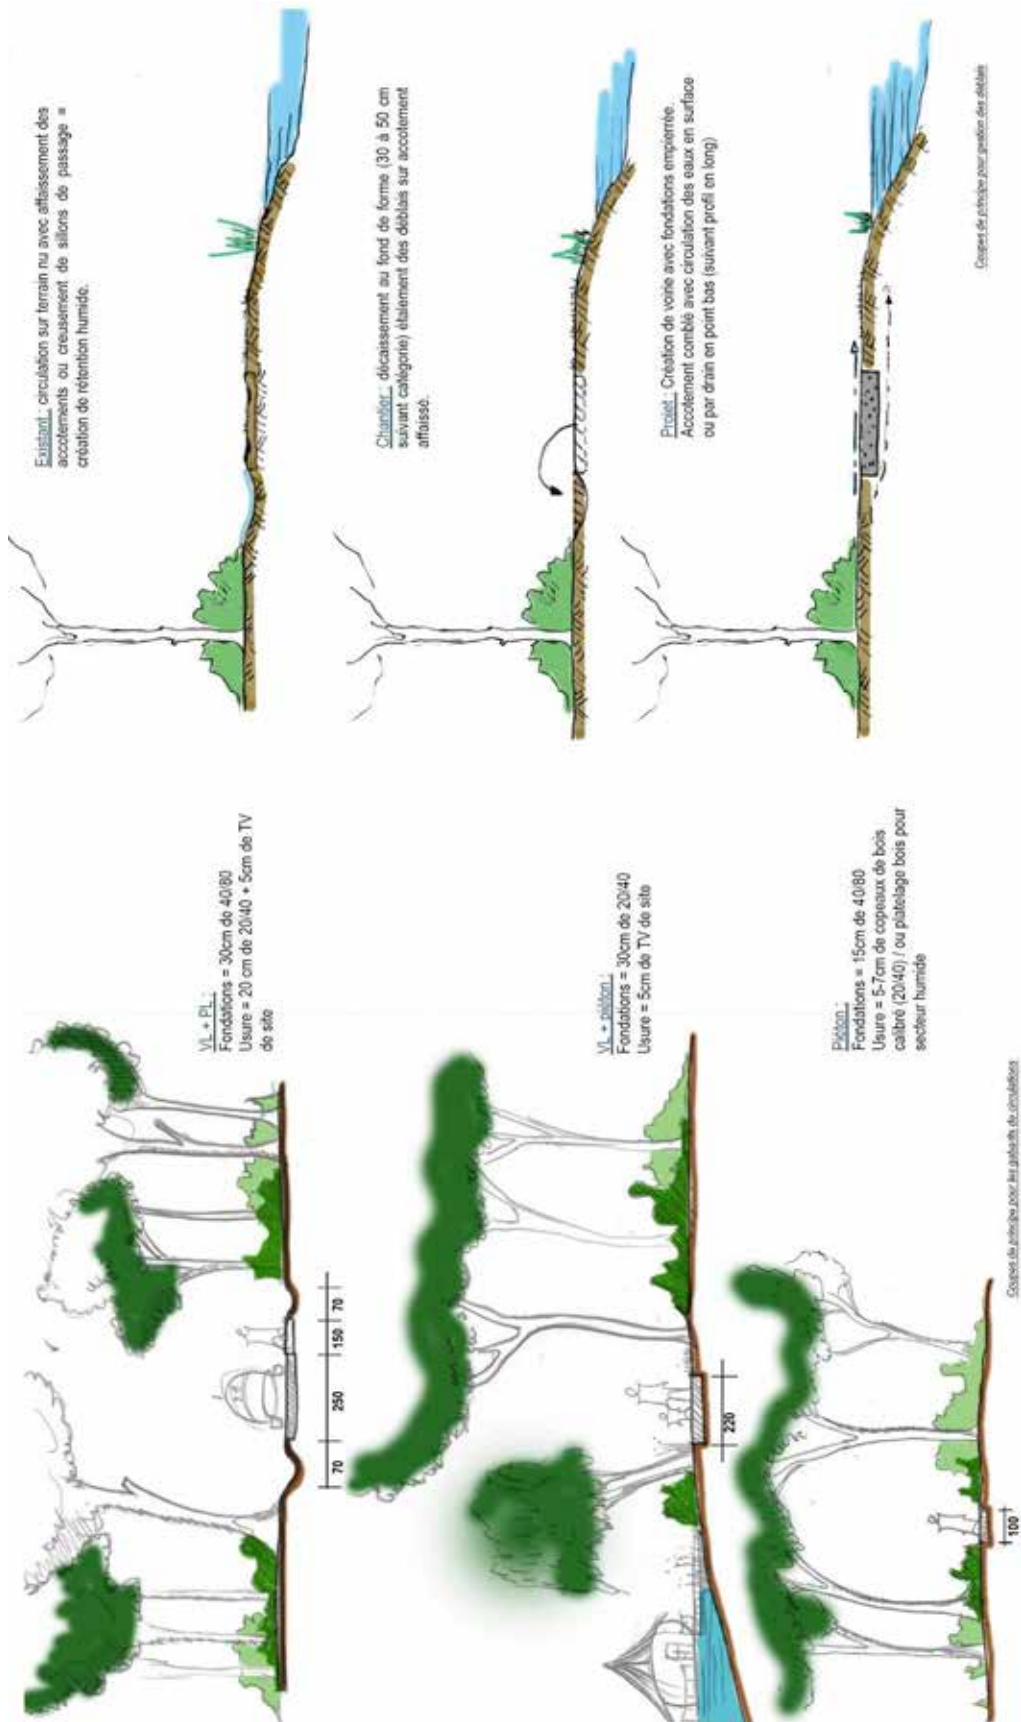 VL + PL :
Fondations = 30cm de 40/80
Usure = 20 cm de 20/40 + 5cm de TV
de site
70
250
150
70
VL + piéton :
Fondations = 30cm de 20/40
Usure = 5cm de TV de site
220
Piéton :
Fondations = 15cm de 40/80
Usure = 5-7cm de copeaux de bois
calibré (20/40) / ou platelage bois pour
secteur humide
100
Coupes de principe pour les gabarits de circulations
Existant : circulation sur terrain nu avec affaissement des
accotements ou creusement de sillons de passage =
création de rétention humide.
Chantier : décaissement au fond de forme (30 à 50 cm
suivant catégorie) étalement des déblais sur accotement
affaissé.
Projet : Création de voirie avec fondations empierrée.
Accotement comblé avec circulation des eaux en surface
ou par drain en point bas (suivant profil en long)
Coupes de principe pour gestion des déblais